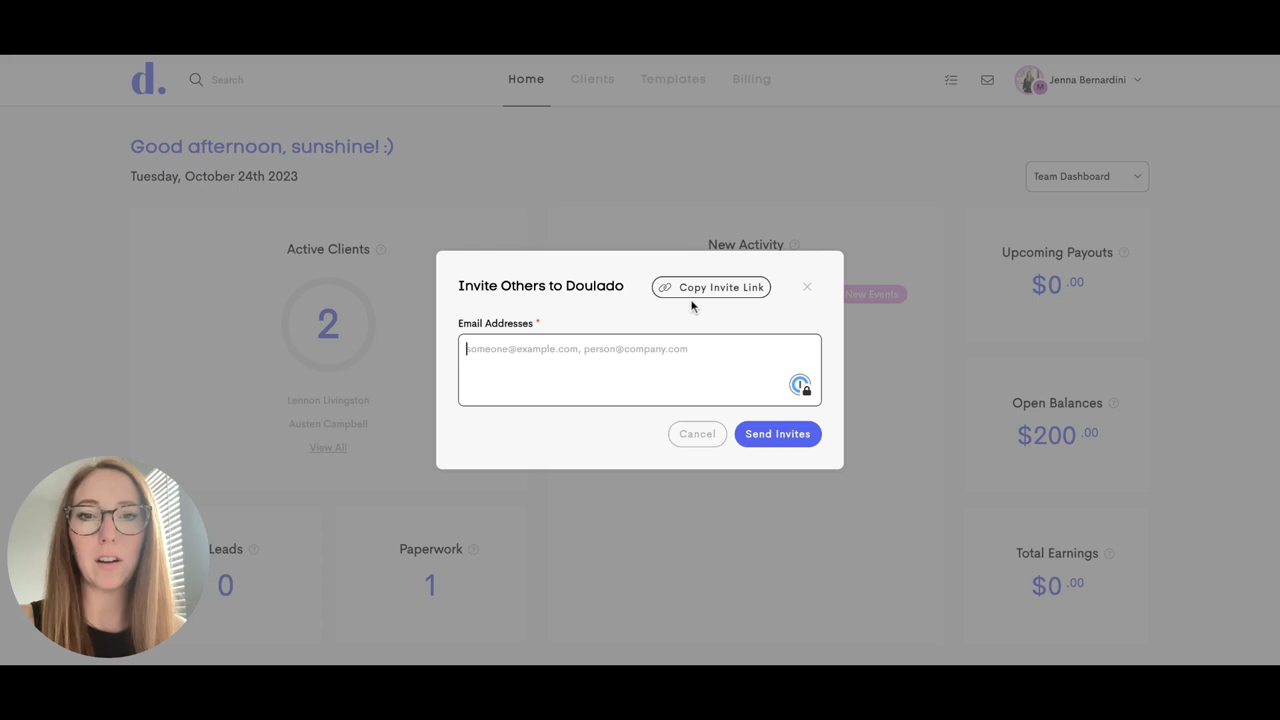 d.
Search
Home
Clients
Templates
Billing
Jenna Bernardini
M
Good afternoon, sunshine! :)
Tuesday, October 24th 2023
Team Dashboard
Active Clients ?
2
Lennon Livingston
Austen Campbell
View All
New Activity ?
New Events
Upcoming Payouts ?
$0.00
Invite Others to Doulado
Copy Invite Link
Email Addresses *
someone@example.com, person@company.com
Cancel
Send Invites
Open Balances ?
$200.00
Leads ?
0
Paperwork ?
1
Total Earnings ?
$0.00